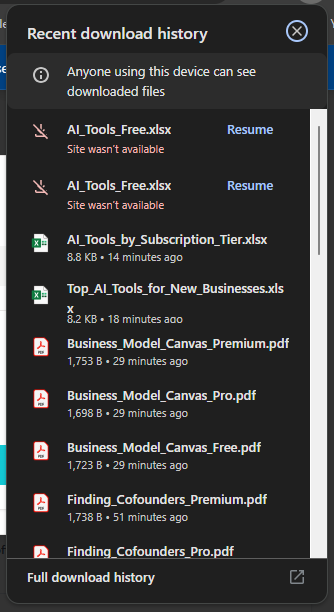 Recent download history
Anyone using this device can see
downloaded files
AI_Tools_Free.xlsx
Resume
Site wasn't available
AI_Tools_Free.xlsx
Resume
Site wasn't available
AI_Tools_by_Subscription_Tier.xlsx
8.8 KB • 14 minutes ago
Top_AI_Tools_for_New_Businesses.xls
x
8.2 KB • 18 minutes ago
Business_Model_Canvas_Premium.pdf
1,753 B • 29 minutes ago
Business_Model_Canvas_Pro.pdf
1,698 B • 29 minutes ago
Business_Model_Canvas_Free.pdf
1,723 B • 29 minutes ago
Finding_Cofounders_Premium.pdf
1,738 B • 51 minutes ago
Finding_Cofounders_Pro.pdf
Full download history